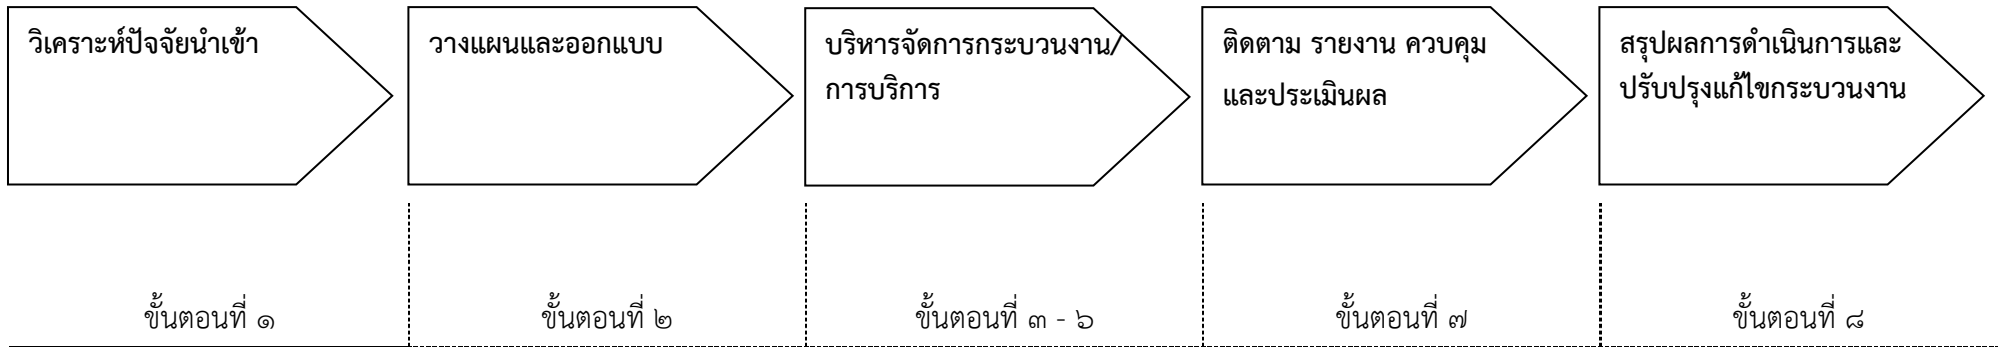 วิเคราะห์ปัจจัยนำเข้า
วางแผนและออกแบบ
บริหารจัดการกระบวนงาน/
การบริการ
ติดตาม รายงาน ควบคุม
และประเมินผล
สรุปผลการดำเนินการและ
ปรับปรุงแก้ไขกระบวนงาน
ขั้นตอนที่ ๑
ขั้นตอนที่ ๒
ขั้นตอนที่ ๓ - ๖
ขั้นตอนที่ ๗
ขั้นตอนที่ ๘